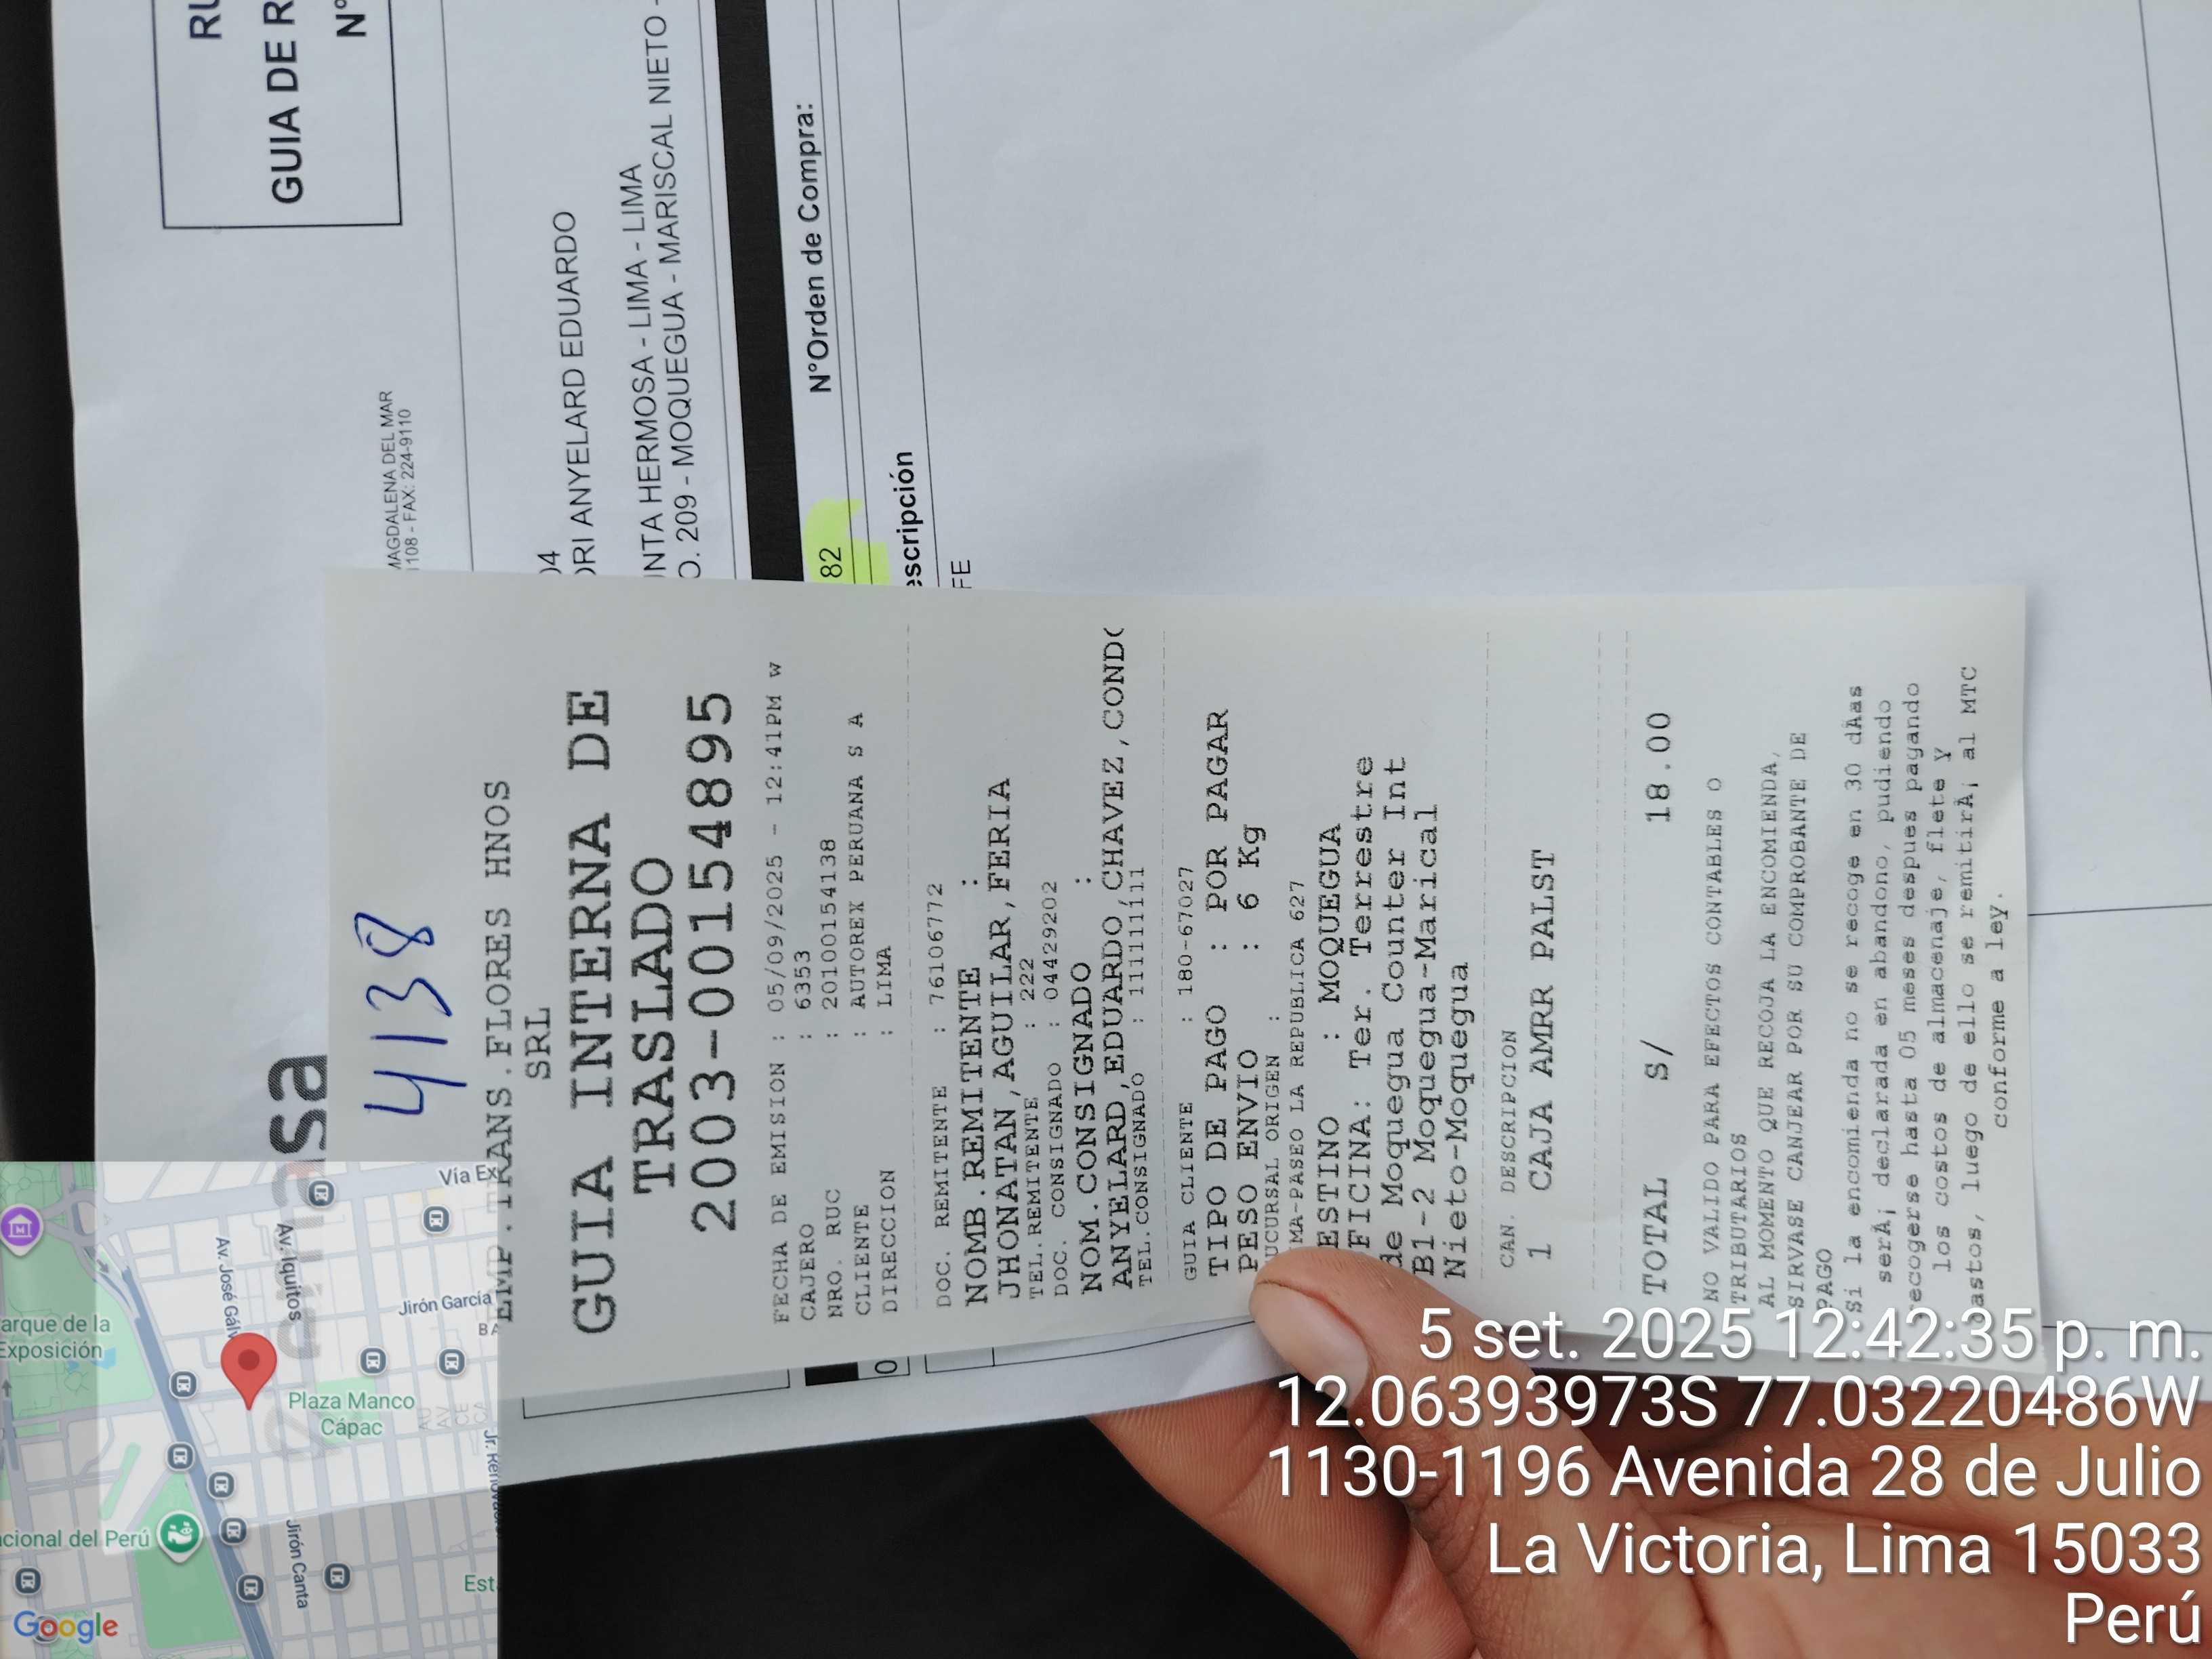 RU
GUIA DE R
N°
sa
MAGDALENA DEL MAR
108 - FAX: 224-9110
04
ORI ANYELARD EDUARDO
NTA HERMOSA - LIMA - LIMA
O. 209 - MOQUEGUA - MARISCAL NIETO -
82
N°Orden de Compra:
escripción
FE
4138
EMP.TRANS.FLORES HNOS
SRL
GUIA INTERNA DE
TRASLADO
2003-00154895
FECHA DE EMISION : 05/09/2025 - 12:41PM w
CAJERO : 6353
NRO. RUC : 20100154138
CLIENTE : AUTOREX PERUANA S A
DIRECCION : LIMA
DOC. REMITENTE : 76106772
NOMB.REMITENTE :
JHONATAN,AGUILAR,FERIA
TEL.REMITENTE : 222
DOC. CONSIGNADO : 04429202
NOM.CONSIGNADO :
ANYELARD,EDUARDO,CHAVEZ,CONDO
TEL.CONSIGNADO : 111111111
GUIA CLIENTE : 180-67027
TIPO DE PAGO : POR PAGAR
PESO ENVIO : 6 Kg
UCURSAL ORIGEN :
MA-PASEO LA REPUBLICA 627
ESTINO : MOQUEGUA
FICINA: Ter. Terrestre
de Moquegua Counter Int
B1-2 Moquegua-Marical
Nieto-Moquegua
CAN. DESCRIPCION
1 CAJA AMRR PALST
TOTAL S/ 18.00
NO VALIDO PARA EFECTOS CONTABLES O
TRIBUTARIOS
AL MOMENTO QUE RECOJA LA ENCOMIENDA,
SIRVASE CANJEAR POR SU COMPROBANTE DE
PAGO
Si la encomienda no se recoge en 30 dÃas
serÃ¡ declarada en abandono, pudiendo
recogerse hasta 05 meses despues pagando
los costos de almacenaje, flete y
gastos, luego de ello se remitirÃ¡ al MTC
conforme a ley.
Vía Ex
Av. Iquitos
Av. José Gálv
Jirón García
BA
arque de la
Exposición
Plaza Manco
Cápac
Jr. Renova
cional del Perú
Jirón Canta
Est
Google
5 set. 2025 12:42:35 p. m.
12.06393973S 77.03220486W
1130-1196 Avenida 28 de Julio
La Victoria, Lima 15033
Perú